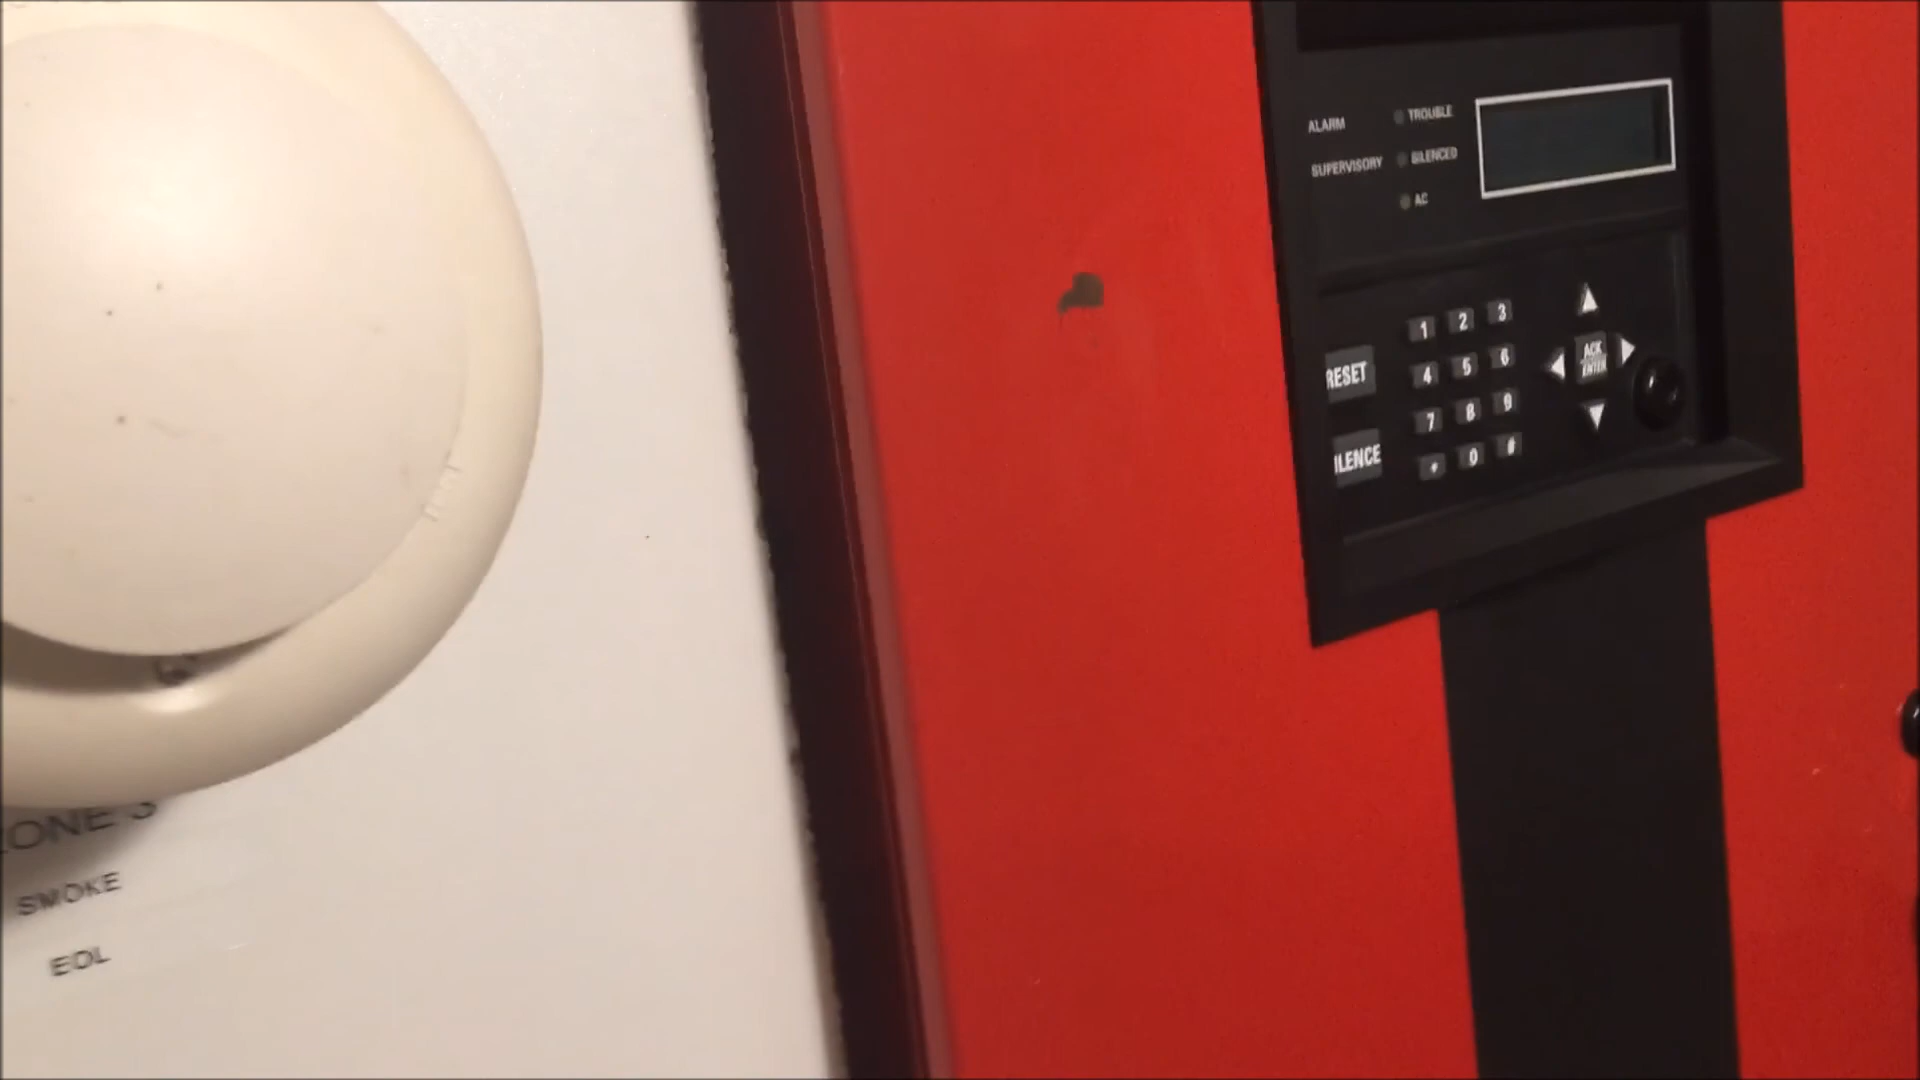 ALARM
TROUBLE
SUPERVISORY
SILENCED
AC
1 2 3
RESET
4 5 6
ACK
ENTER
7 8 9
ILENCE
* 0 #
ZONE 3
SMOKE
EOL